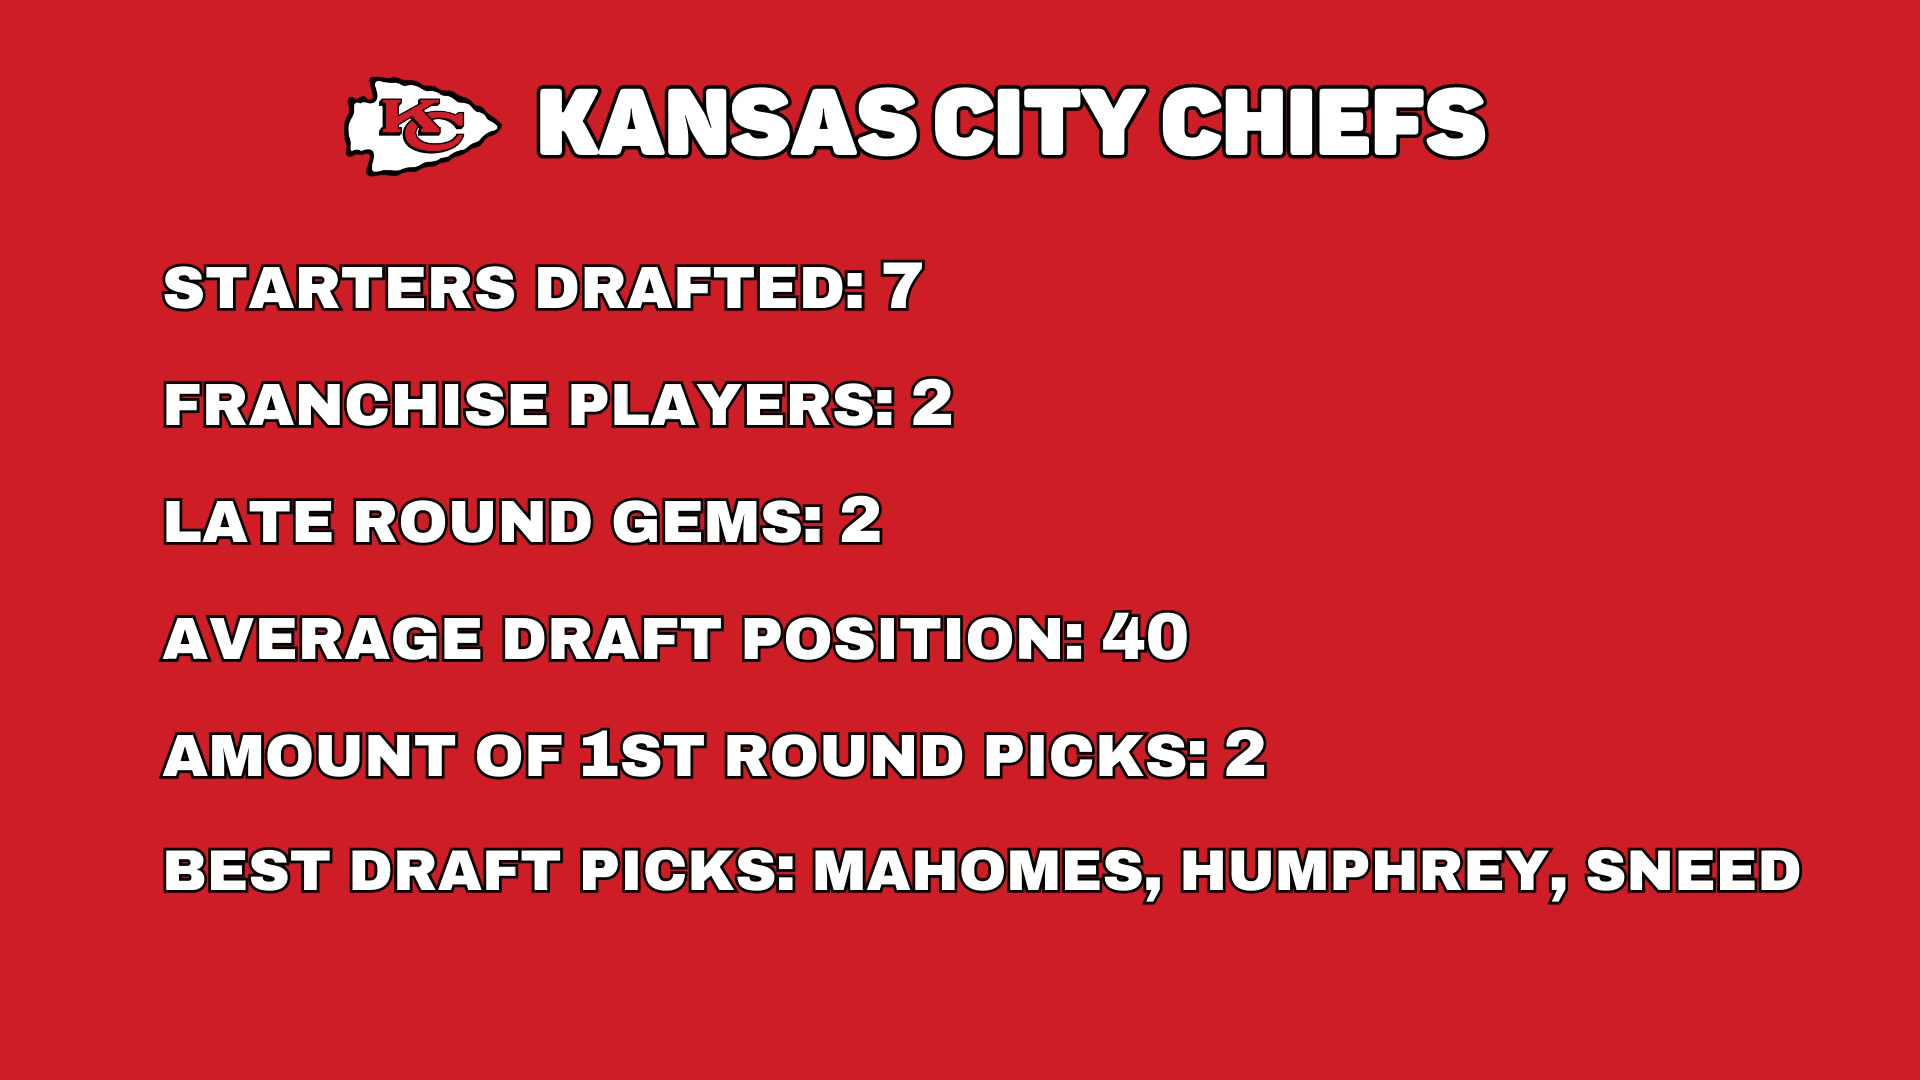 KC KANSAS CITY CHIEFS
STARTERS DRAFTED: 7
FRANCHISE PLAYERS: 2
LATE ROUND GEMS: 2
AVERAGE DRAFT POSITION: 40
AMOUNT OF 1ST ROUND PICKS: 2
BEST DRAFT PICKS: MAHOMES, HUMPHREY, SNEED